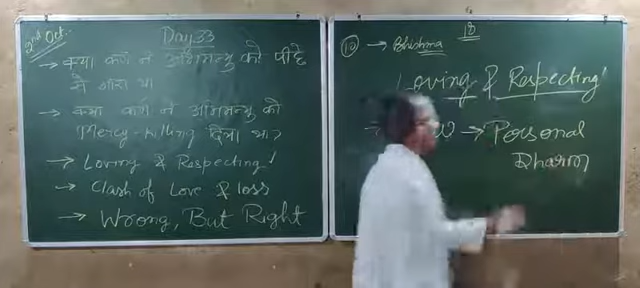 2nd Oct.
Day 33
→ क्या कर्ण ने अभिमन्यु को पीछे
से मारा था
→ क्या कर्ण ने अभिमन्यु को
Mercy-killing दिया था?
→ Loving & Respecting!
→ Clash of Love & loss
→ Wrong, But Right
18
10 → Bhishma
Loving & Respecting!
→ Personal
Dharm